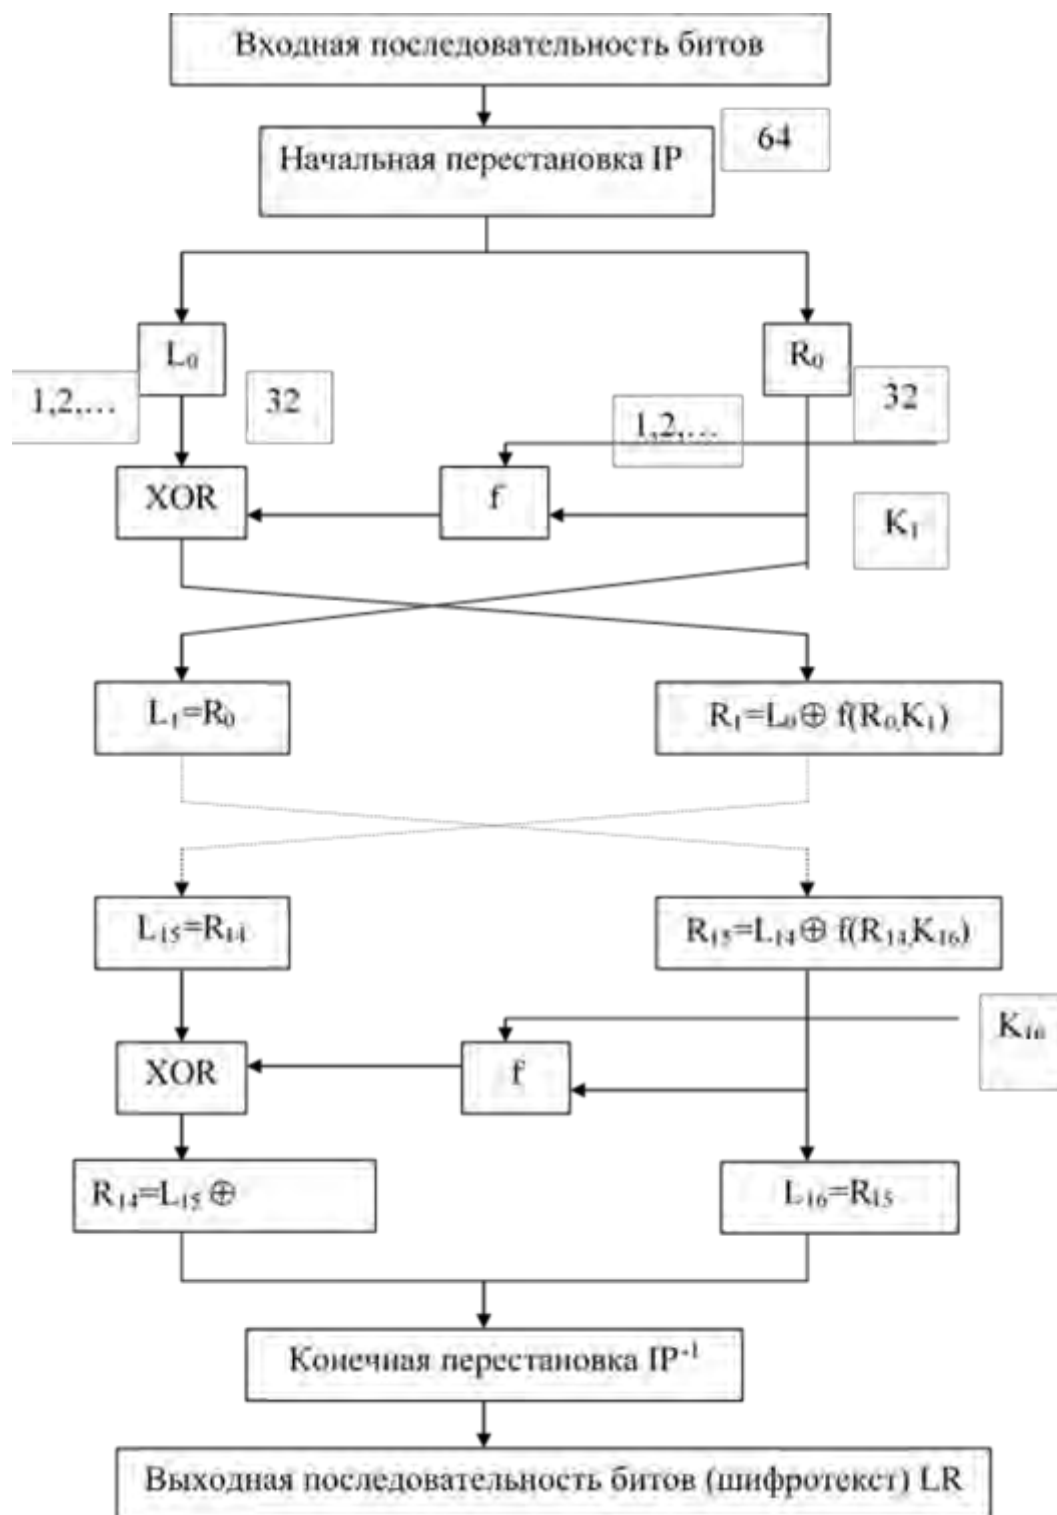 Входная последовательность битов
Начальная перестановка IP
64
L₀
R₀
1,2,…
32
1,2,…
32
XOR
f
K₁
L₁=R₀
R₁=L₀⊕ f(R₀,K₁)
L₁₅=R₁₄
R₁₅=L₁₄⊕ f(R₁₄,K₁₆)
K₁₆
XOR
f
R₁₄=L₁₅ ⊕
L₁₆=R₁₅
Конечная перестановка IP⁻¹
Выходная последовательность битов (шифротекст) LR